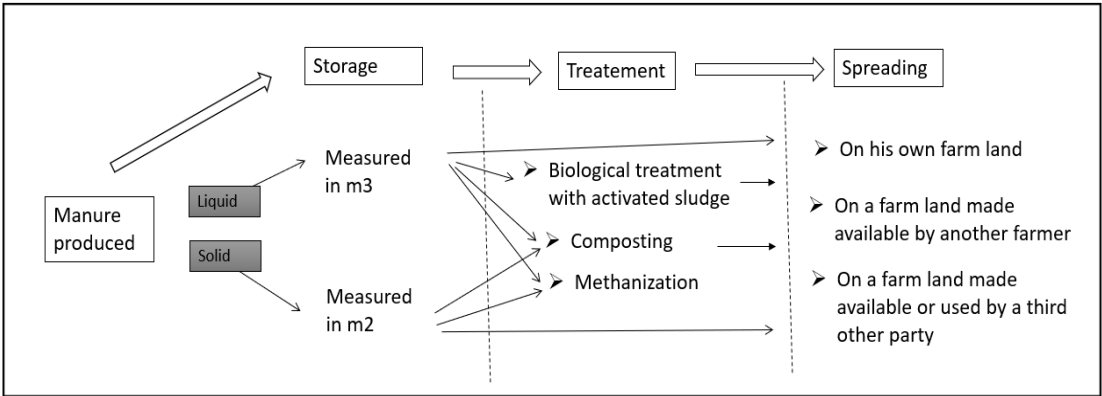 Storage
Treatement
Spreading
Manure
produced
Liquid
Solid
Measured
in m3
Measured
in m2
Biological treatment
with activated sludge
Composting
Methanization
On his own farm land
On a farm land made
available by another farmer
On a farm land made
available or used by a third
other party